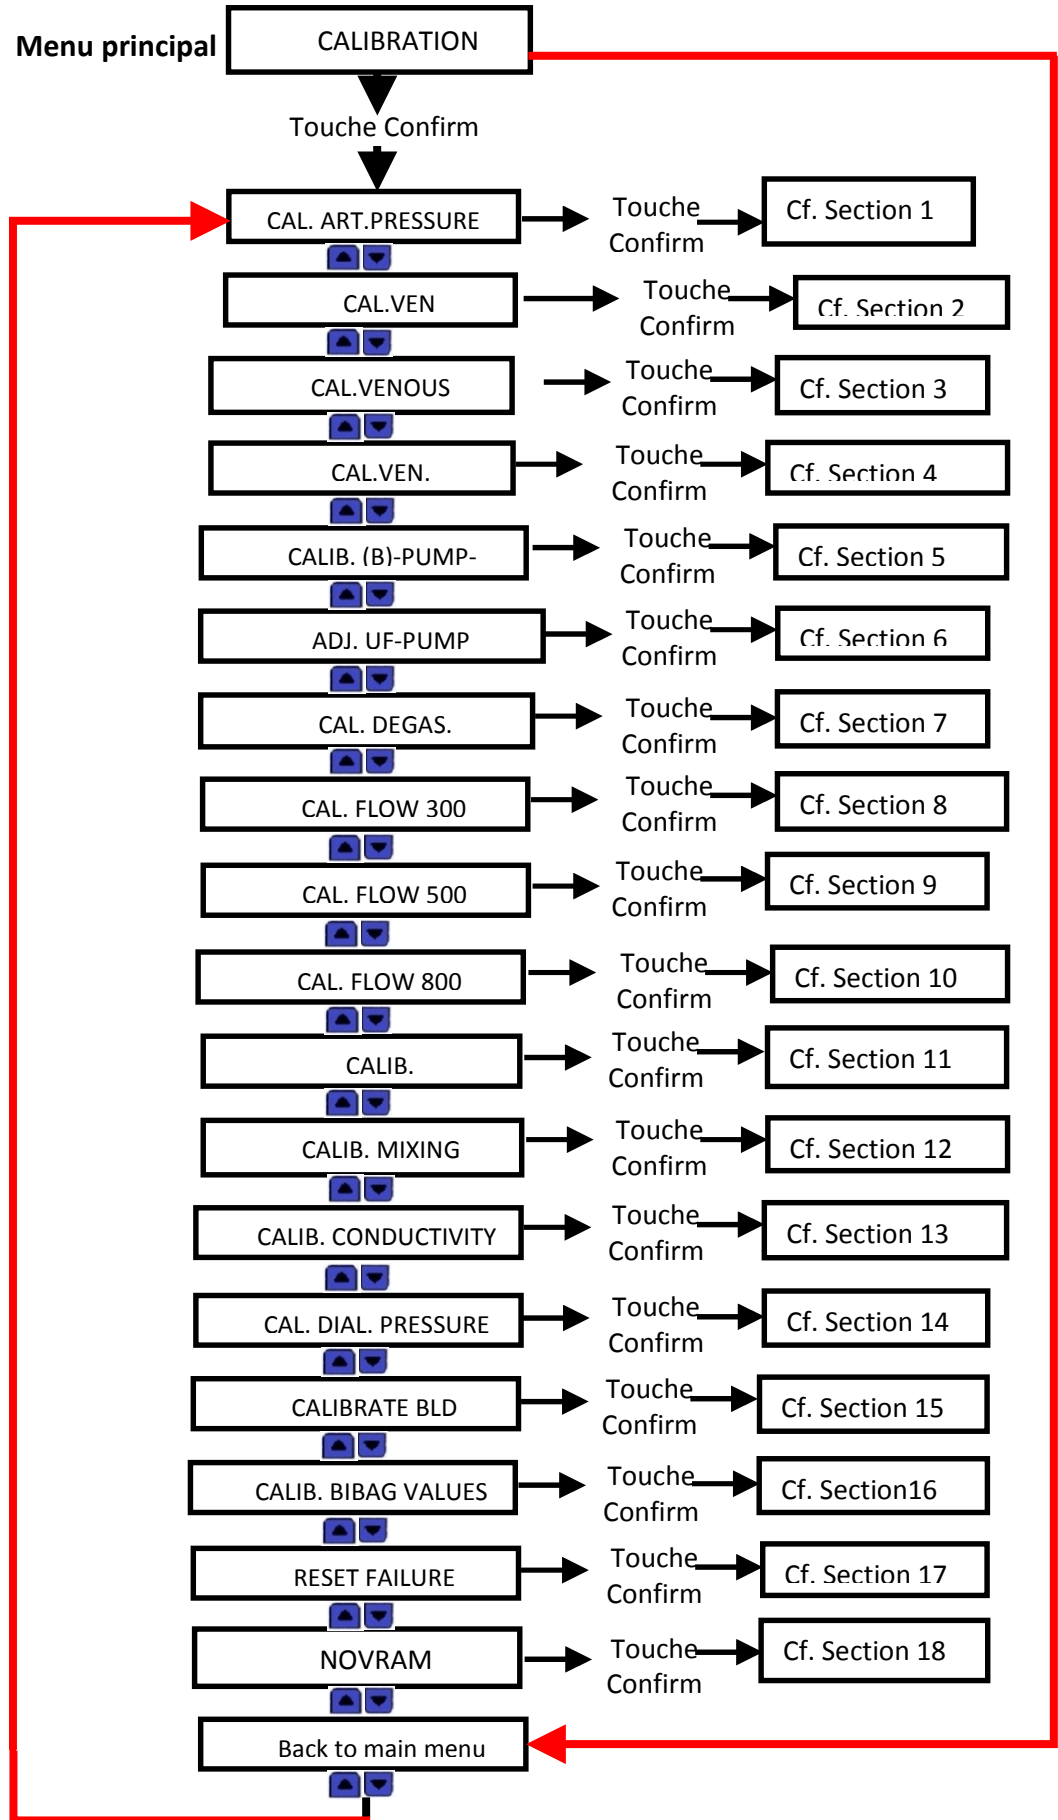 Menu principal
CALIBRATION
Touche Confirm
CAL. ART.PRESSURE
Touche
Confirm
Cf. Section 1
CAL.VEN
Touche
Confirm
Cf. Section 2
CAL.VENOUS
Touche
Confirm
Cf. Section 3
CAL.VEN.
Touche
Confirm
Cf. Section 4
CALIB. (B)-PUMP-
Touche
Confirm
Cf. Section 5
ADJ. UF-PUMP
Touche
Confirm
Cf. Section 6
CAL. DEGAS.
Touche
Confirm
Cf. Section 7
CAL. FLOW 300
Touche
Confirm
Cf. Section 8
CAL. FLOW 500
Touche
Confirm
Cf. Section 9
CAL. FLOW 800
Touche
Confirm
Cf. Section 10
CALIB.
Touche
Confirm
Cf. Section 11
CALIB. MIXING
Touche
Confirm
Cf. Section 12
CALIB. CONDUCTIVITY
Touche
Confirm
Cf. Section 13
CAL. DIAL. PRESSURE
Touche
Confirm
Cf. Section 14
CALIBRATE BLD
Touche
Confirm
Cf. Section 15
CALIB. BIBAG VALUES
Touche
Confirm
Cf. Section16
RESET FAILURE
Touche
Confirm
Cf. Section 17
NOVRAM
Touche
Confirm
Cf. Section 18
Back to main menu